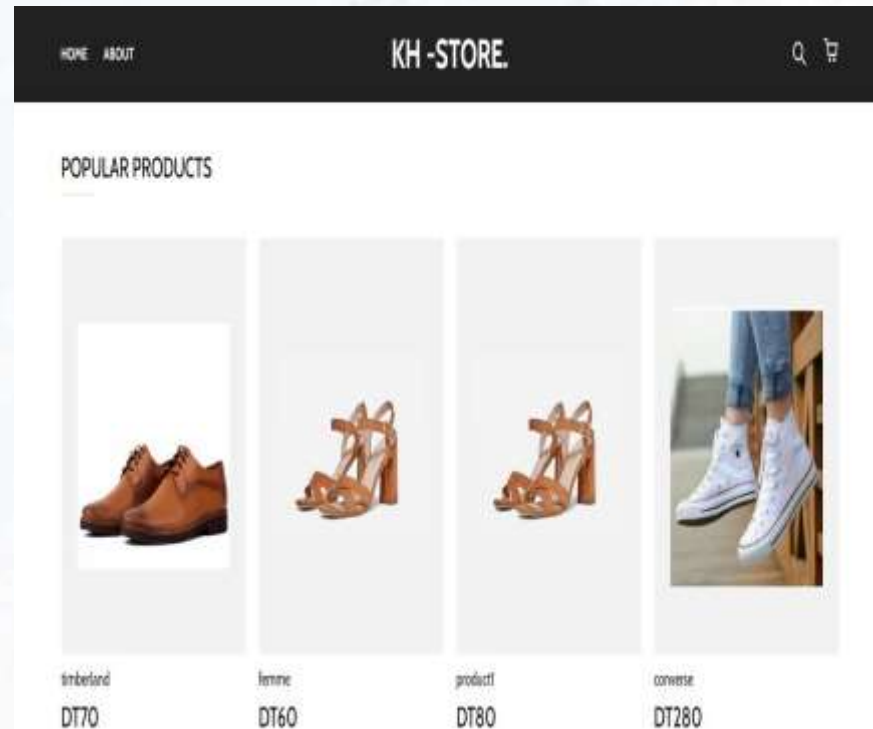 HOME ABOUT KH -STORE.
POPULAR PRODUCTS
timberland femme product1 converse
DT70 DT60 DT80 DT280